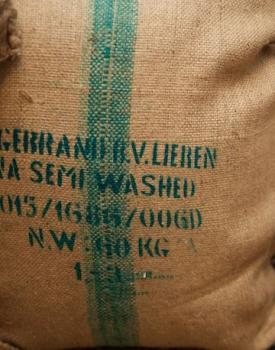 GEBRAND B.V. LIEREN
NA SEMI WASHED
015/1686/00GD
N.W: 60 KG